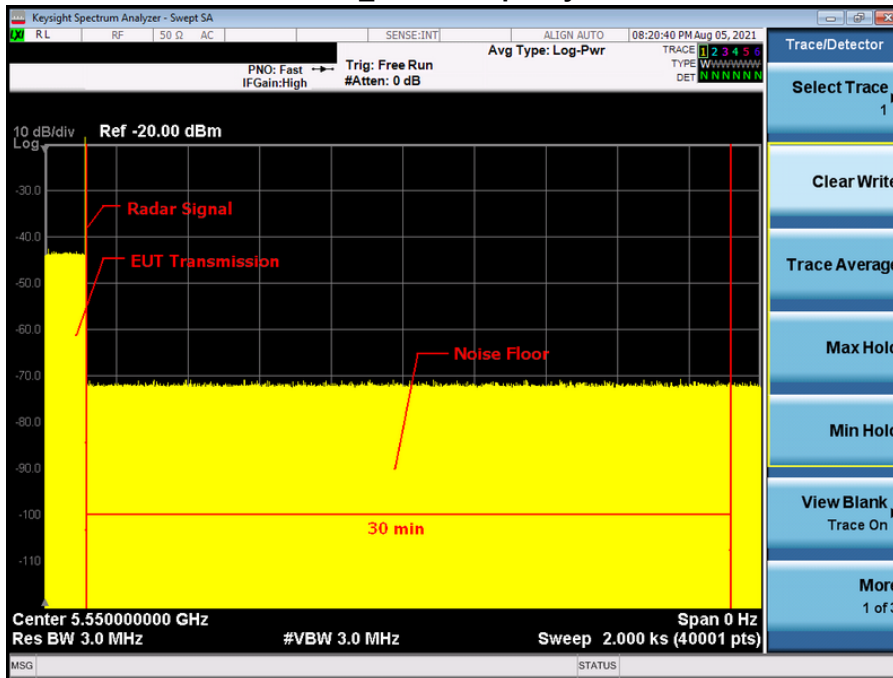 Keysight Spectrum Analyzer - Swept SA
LXI RL RF 50 Ω AC SENSE:INT ALIGN AUTO 08:20:40 PM Aug 05, 2021
Avg Type: Log-Pwr TRACE 1 2 3 4 5 6
PNO: Fast Trig: Free Run TYPE WWWWWW
IFGain:High #Atten: 0 dB DET N N N N N N
10 dB/div Ref -20.00 dBm
Log
-30.0
Radar Signal
-40.0
EUT Transmission
-50.0
-60.0
Noise Floor
-70.0
-80.0
-90.0
-100
30 min
-110
Center 5.550000000 GHz Span 0 Hz
Res BW 3.0 MHz #VBW 3.0 MHz Sweep 2.000 ks (40001 pts)
MSG STATUS
Trace/Detector
Select Trace
1
Clear Write
Trace Average
Max Hold
Min Hold
View Blank
Trace On
More
1 of 3